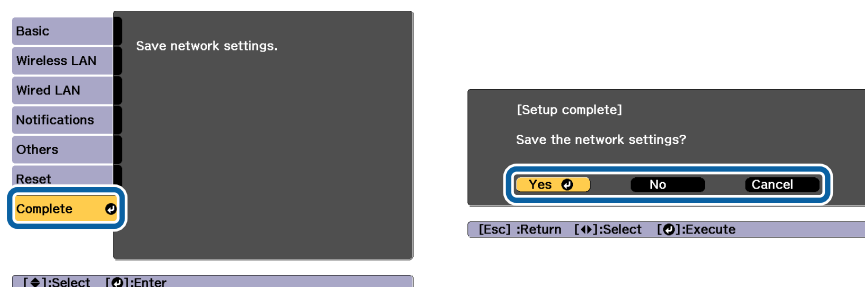 Basic
Wireless LAN
Wired LAN
Notifications
Others
Reset
Complete
Save network settings.
[◆]:Select [⏎]:Enter
[Setup complete]
Save the network settings?
Yes No Cancel
[Esc] :Return [◀▶]:Select [⏎]:Execute